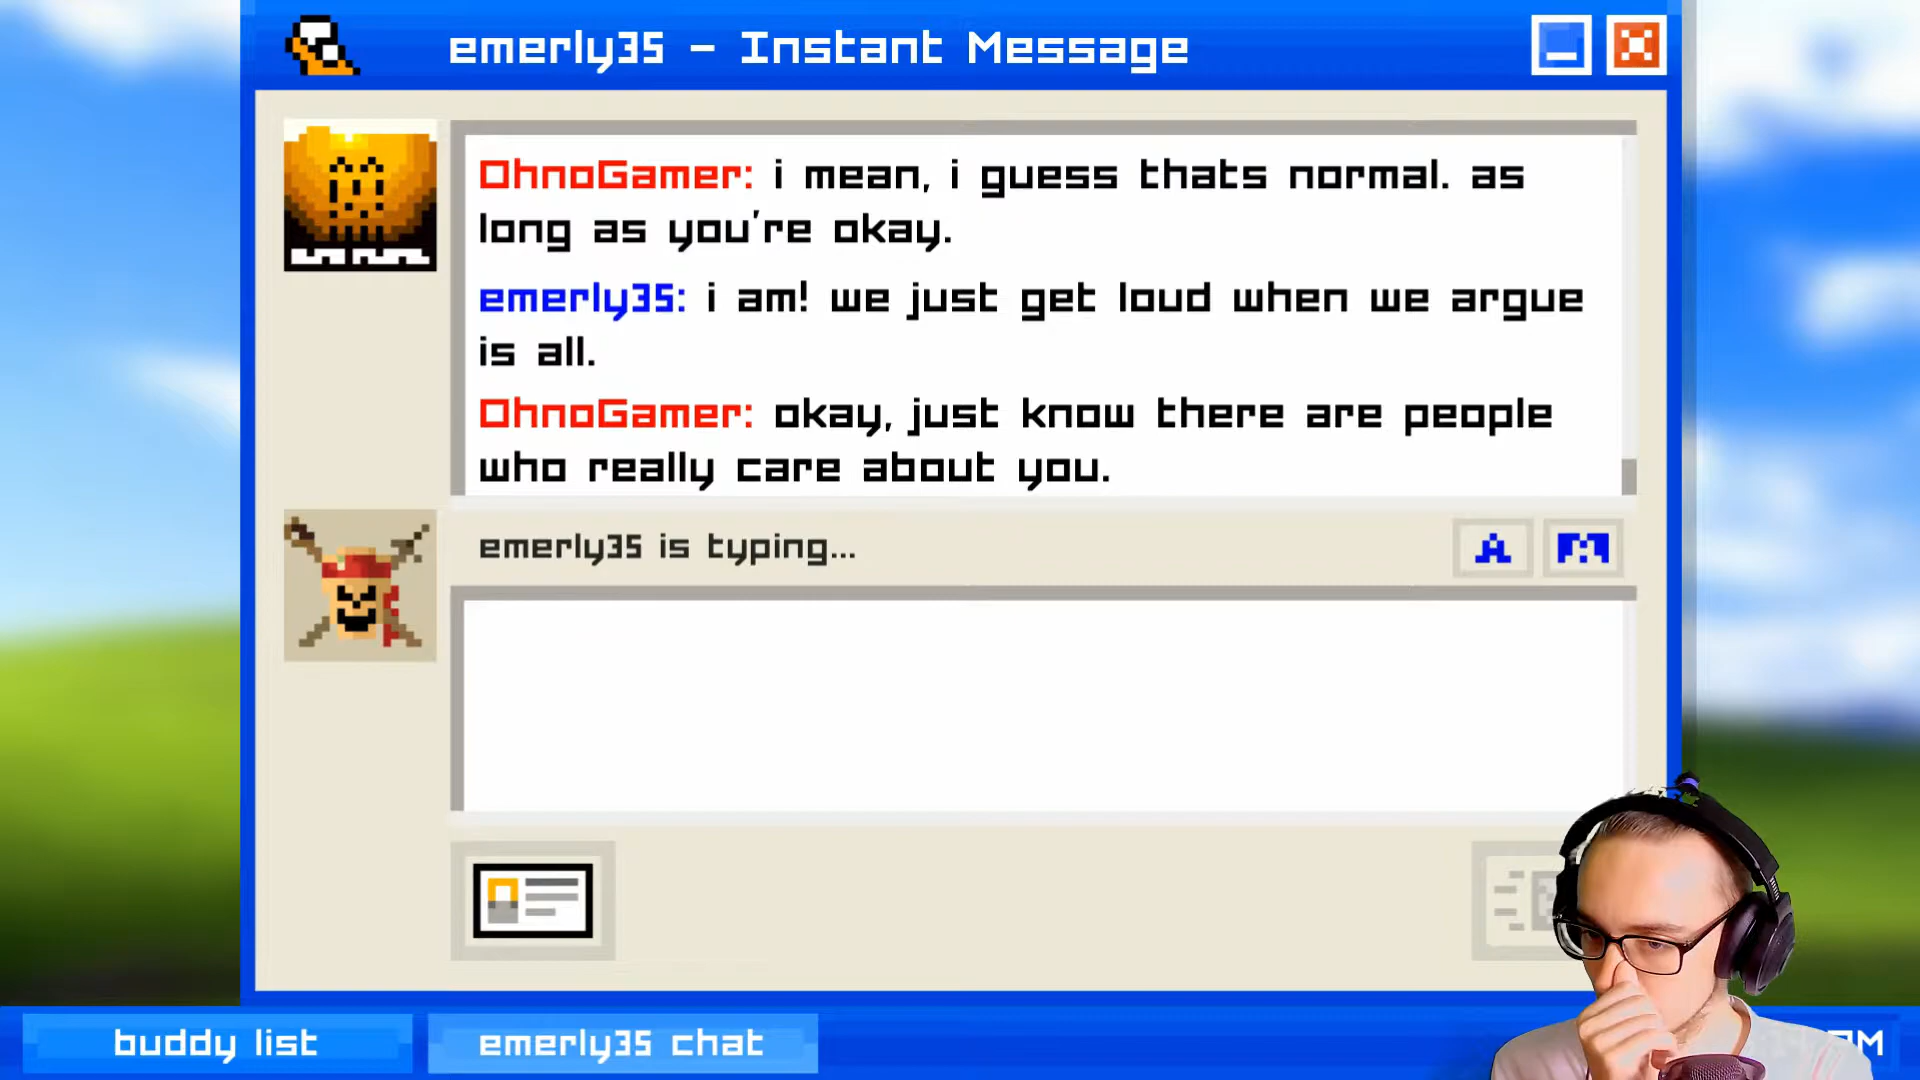 emerly35 – Instant Message
OhnoGamer: i mean, i guess thats normal. as
long as you're okay.
emerly35: i am! we just get loud when we argue
is all.
OhnoGamer: okay, just know there are people
who really care about you.
emerly35 is typing...
A
buddy list
emerly35 chat